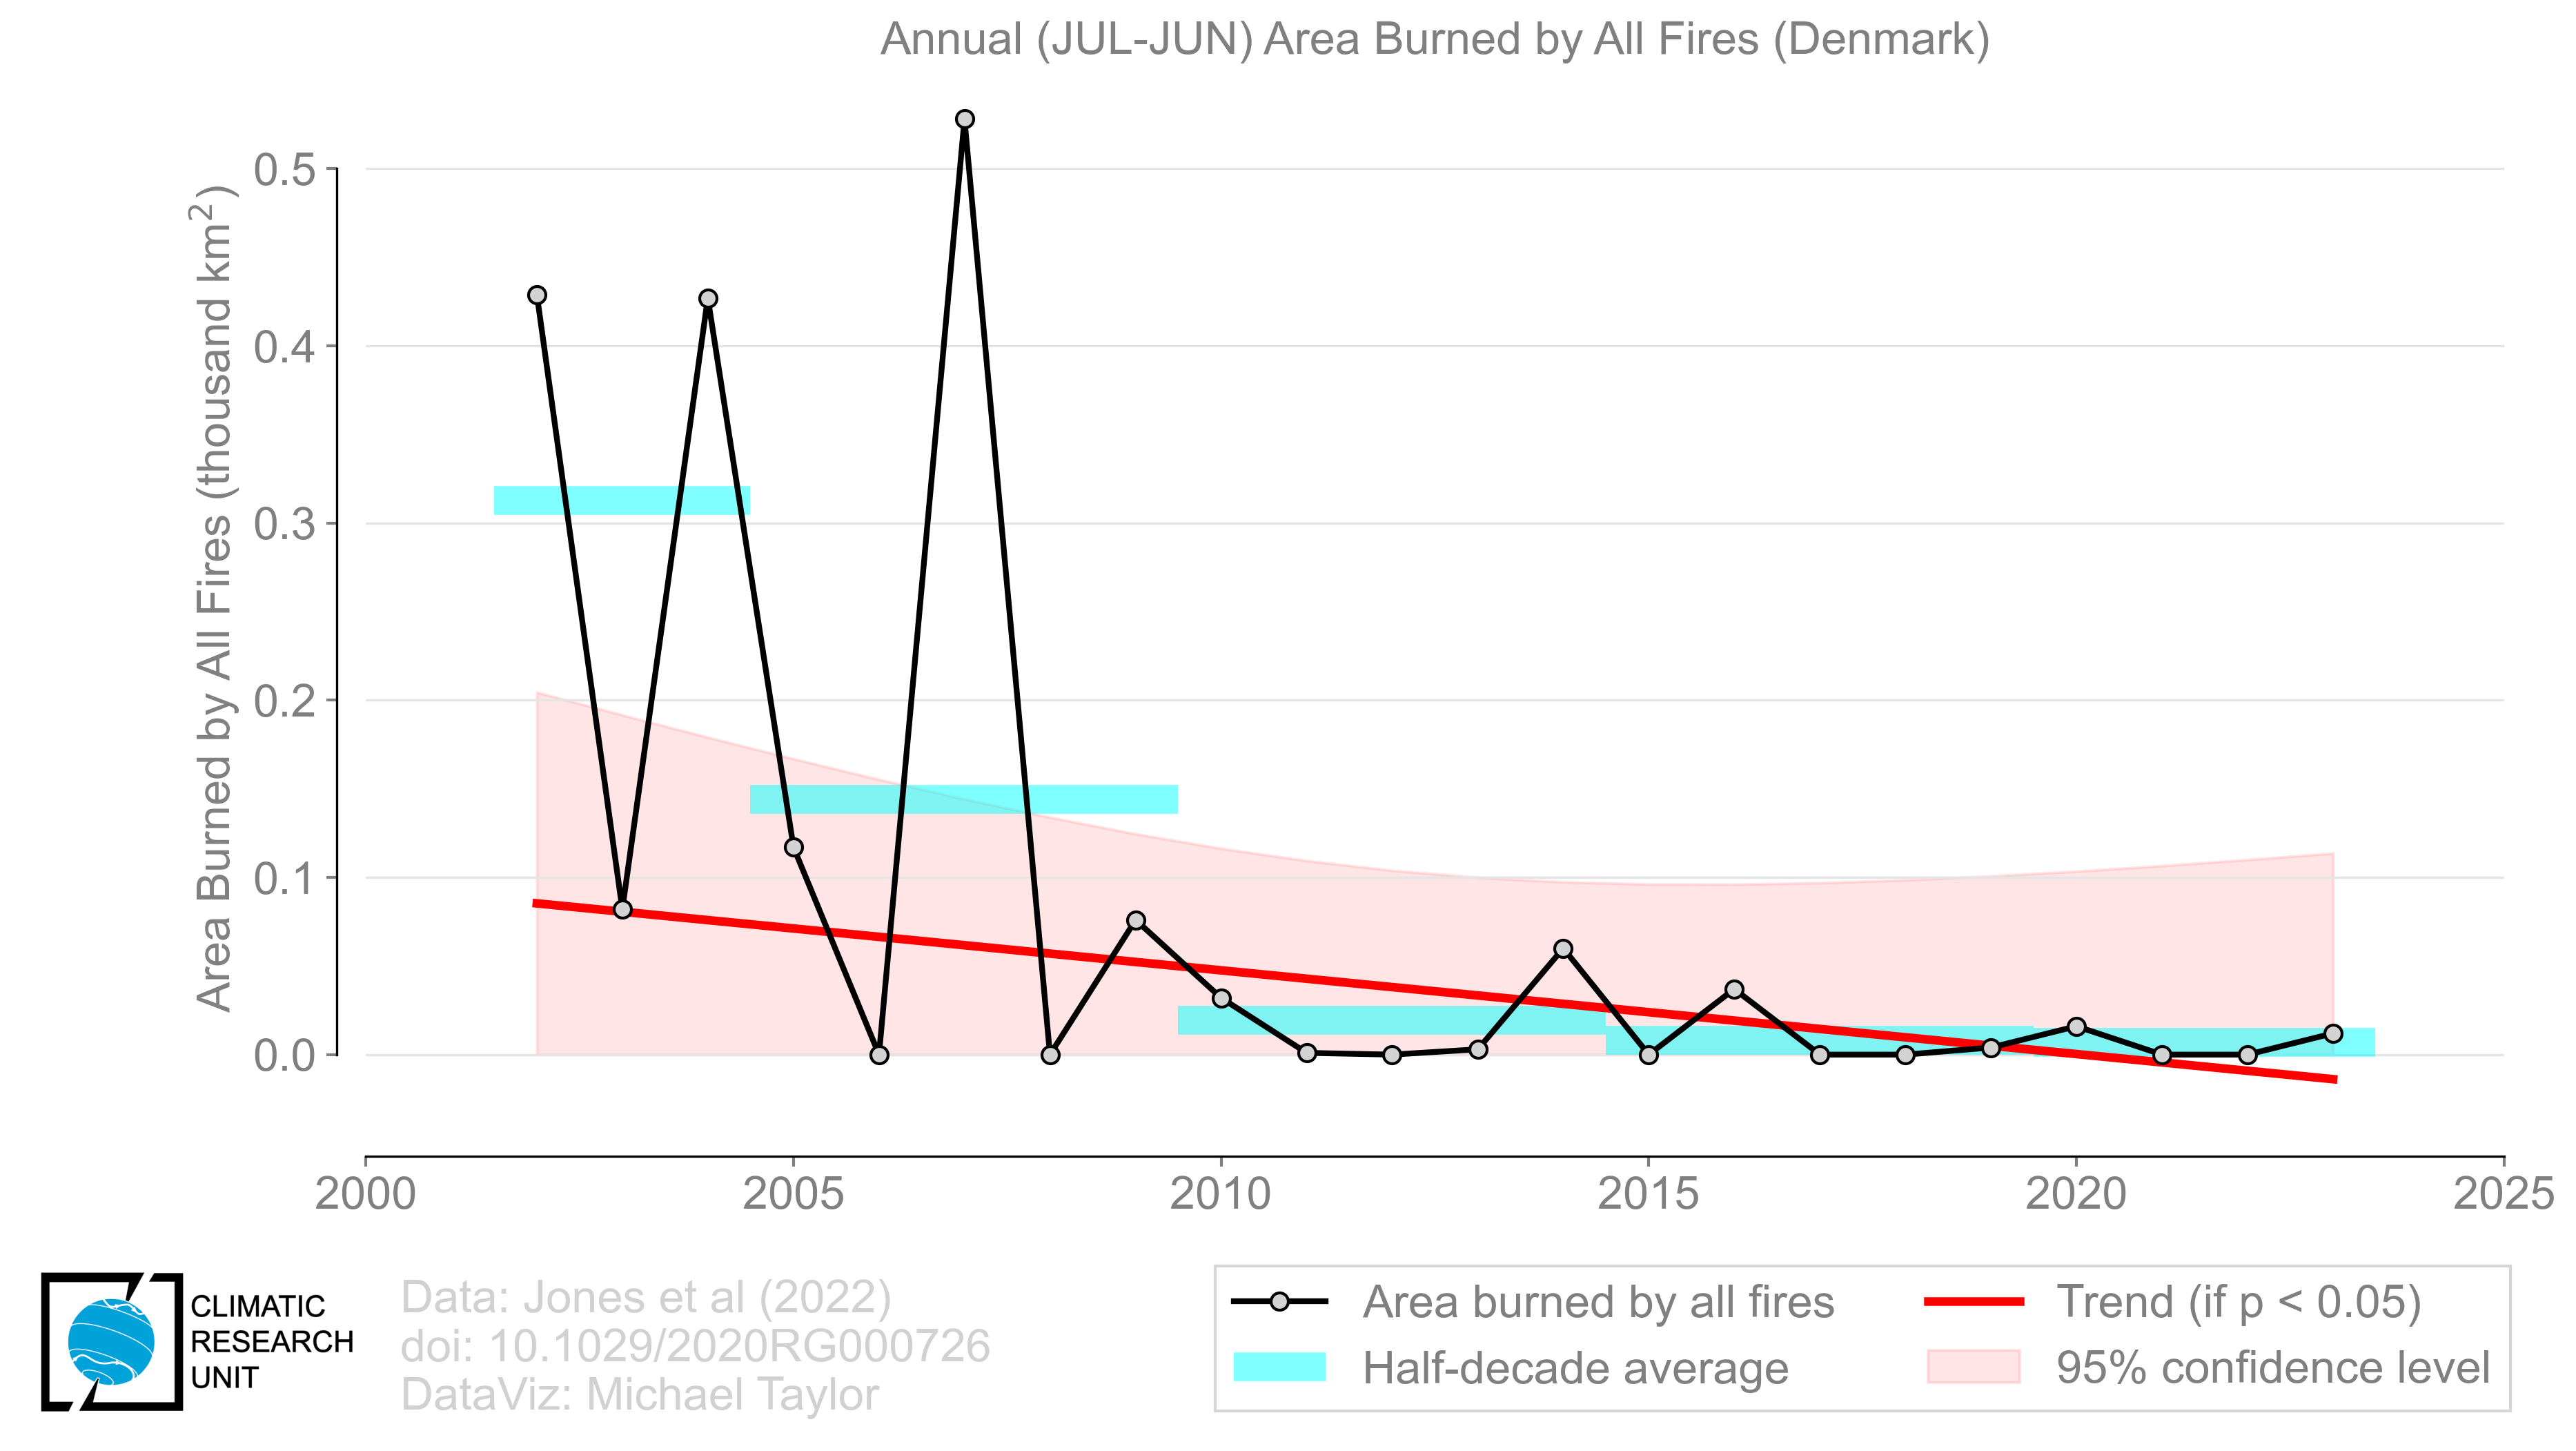 Annual (JUL-JUN) Area Burned by All Fires (Denmark)
Area Burned by All Fires (thousand km²)
0.5
0.4
0.3
0.2
0.1
0.0
2000 2005 2010 2015 2020 2025
CLIMATIC
RESEARCH
UNIT
Data: Jones et al (2022)
doi: 10.1029/2020RG000726
DataViz: Michael Taylor
Area burned by all fires
Half-decade average
Trend (if p < 0.05)
95% confidence level